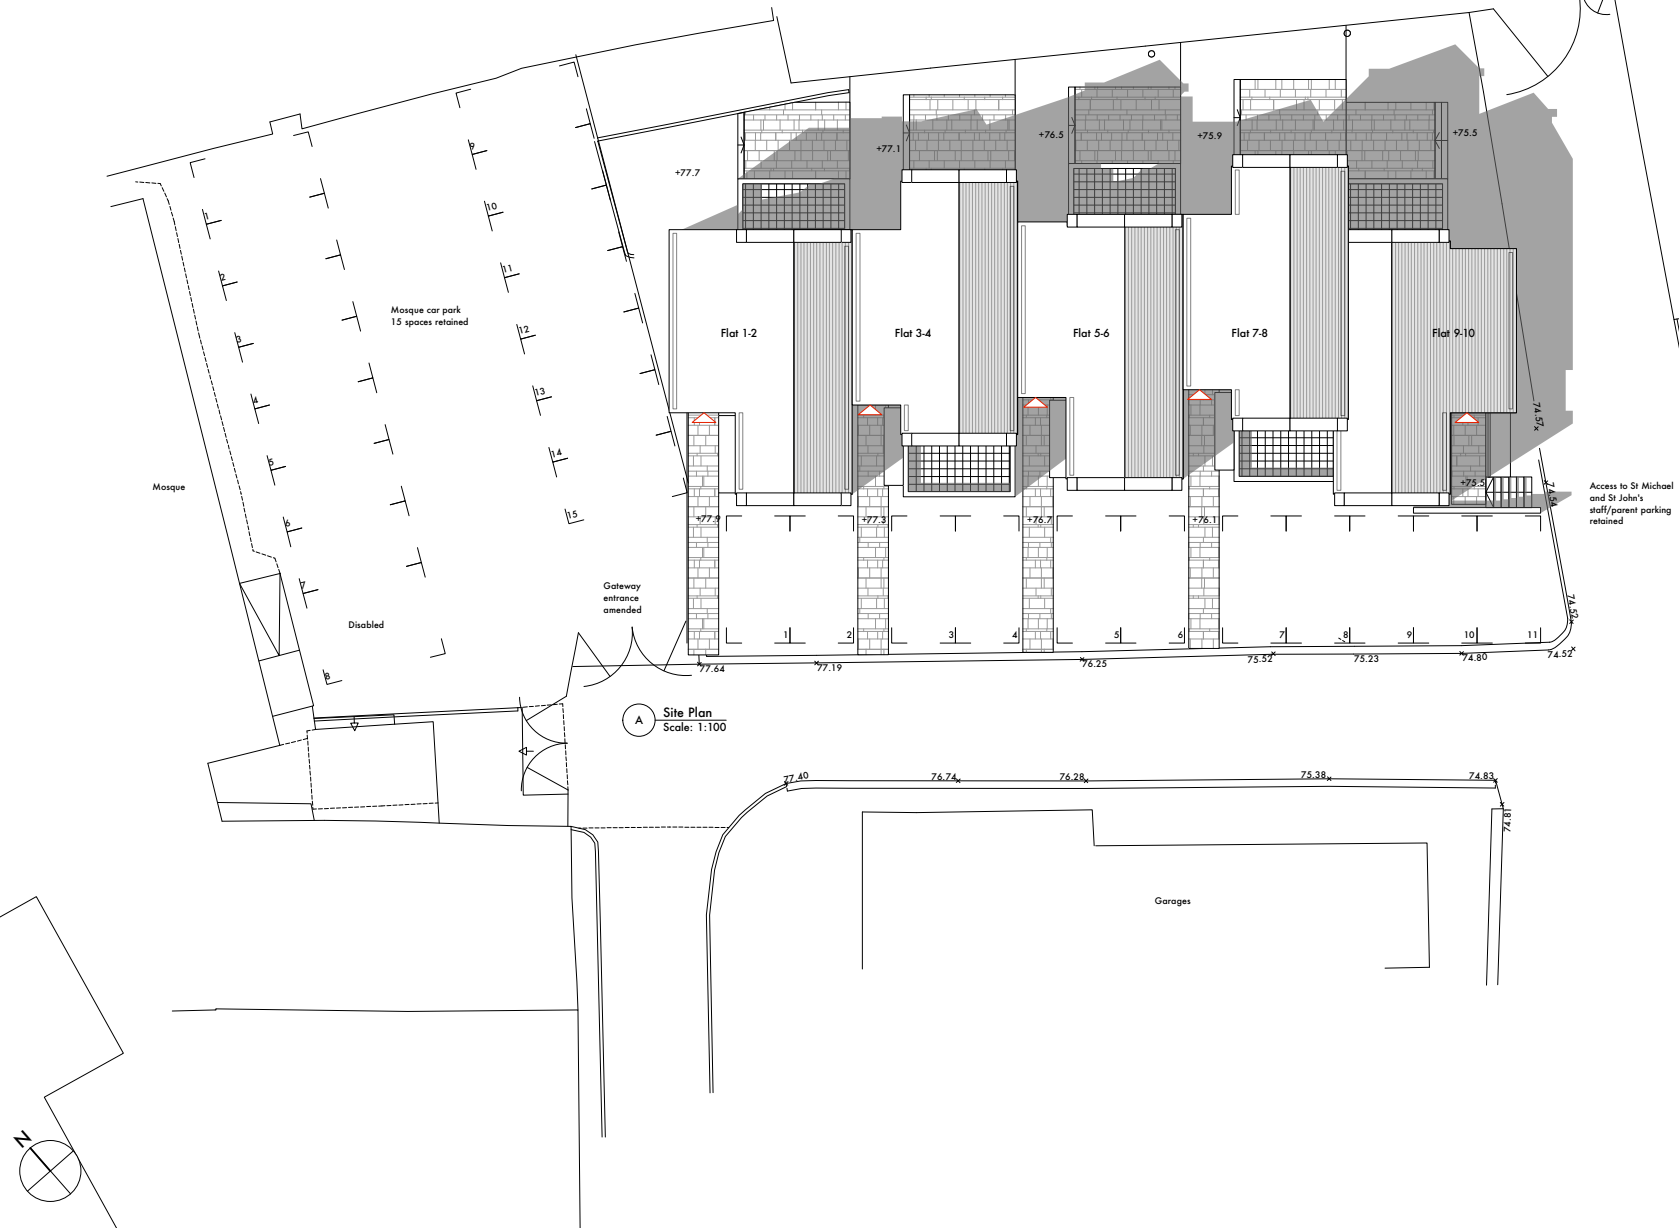 +77.7
+77.1
+76.5
+75.9
+75.5
9
10
11
12
13
14
15
1
2
3
4
5
6
7
8
Mosque car park
15 spaces retained
Flat 1-2
Flat 3-4
Flat 5-6
Flat 7-8
Flat 9-10
74.57
74.54
74.52
Mosque
Access to St Michael
and St John's
staff/parent parking
retained
+75.5
+77.9
+77.3
+76.7
+76.1
Gateway
entrance
amended
Disabled
1
2
3
4
5
6
7
8
9
10
11
77.64
77.19
76.25
75.52
75.23
74.80
74.52
A
Site Plan
Scale: 1:100
77.40
76.74
76.28
75.38
74.83
74.81
Garages
N